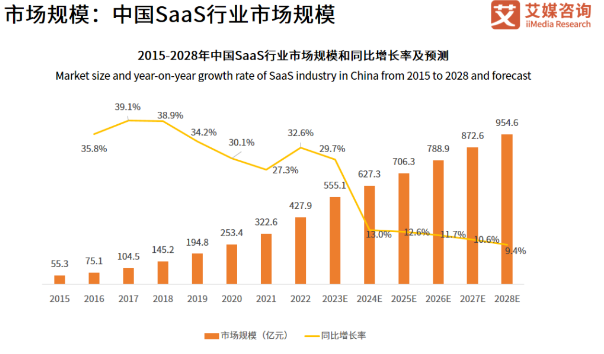 市场规模：中国SaaS行业市场规模
艾媒咨询
iiMedia Research
2015-2028年中国SaaS行业市场规模和同比增长率及预测
Market size and year-on-year growth rate of SaaS industry in China from 2015 to 2028 and forecast
35.8% 39.1% 38.9% 34.2% 30.1% 27.3% 32.6% 29.7% 13.0% 12.6% 11.7% 10.6% 9.4%
55.3 75.1 104.5 145.2 194.8 253.4 322.6 427.9 555.1 627.3 706.3 788.9 872.6 954.6
2015 2016 2017 2018 2019 2020 2021 2022 2023E 2024E 2025E 2026E 2027E 2028E
市场规模（亿元） 同比增长率